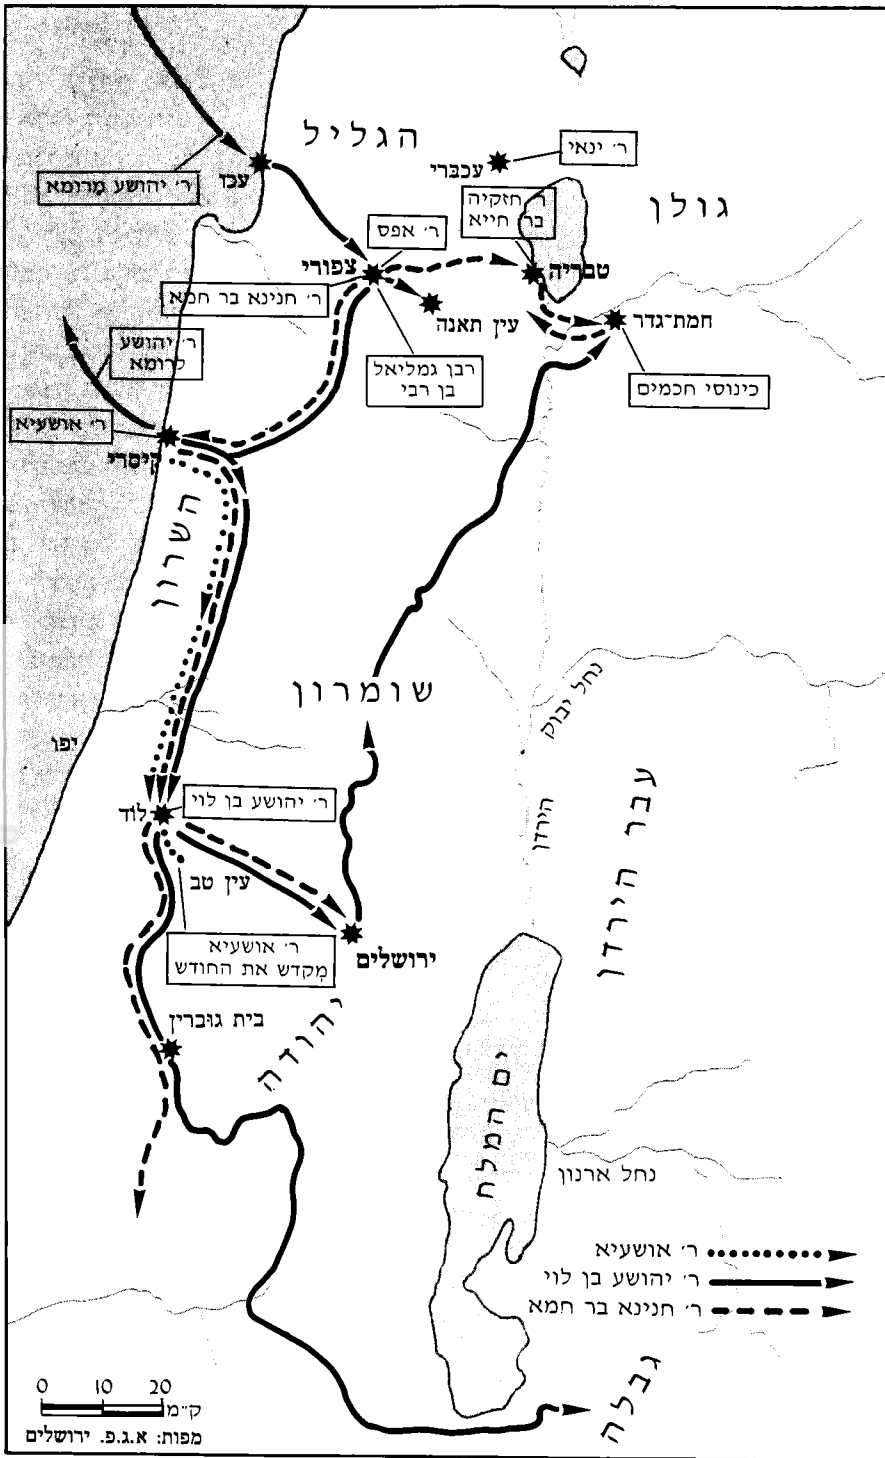 הגליל
ר׳ ינאי
עכברי
עכו
ר׳ יהושע מֵרומא
ר׳ חזקיה
בר חייא
גולן
ר׳ אפס
צפורי
טבריה
ר׳ חנינא בר חמא
עין תאנה
חמת־גדר
ר׳ יהושע
לרומא
רבן גמליאל
בן רבי
כינוסי חכמים
ר׳ אושעיא
קיסרי
השרון
שומרון
נחל יבוק
יפו
עבר הירדן
הירדן
ר׳ יהושע בן לוי
לוד
עין טב
ר׳ אושעיא
מְקדש את החודש
ירושלים
יהודה
בית גוברין
ים המלח
נחל ארנון
ר׳ אושעיא
ר׳ יהושע בן לוי
ר׳ חנינא בר חמא
גבלה
0 10 20
ק״מ
מפות: א.ג.פ. ירושלים